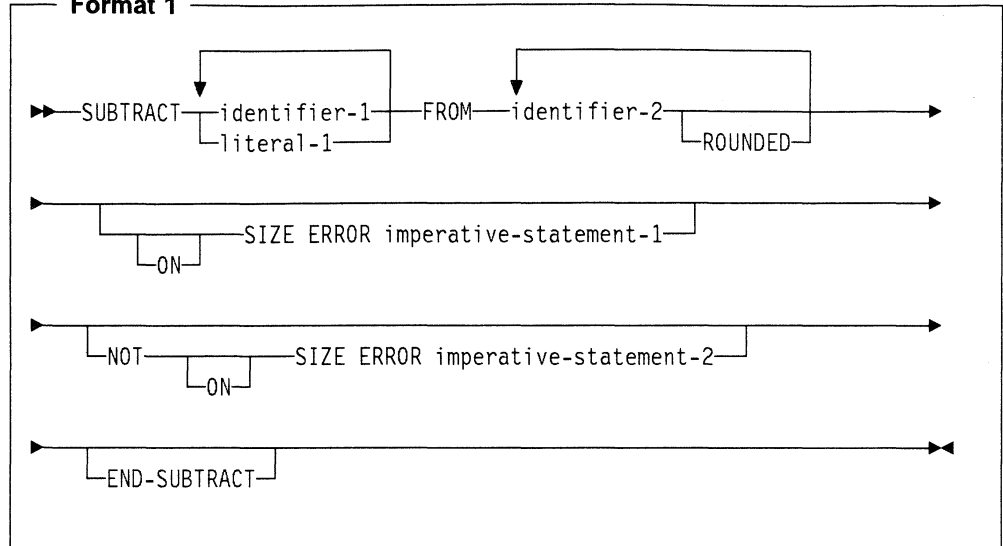 Format 1
SUBTRACT identifier-1 FROM identifier-2
literal-1 ROUNDED
SIZE ERROR imperative-statement-1
ON
NOT SIZE ERROR imperative-statement-2
ON
END-SUBTRACT